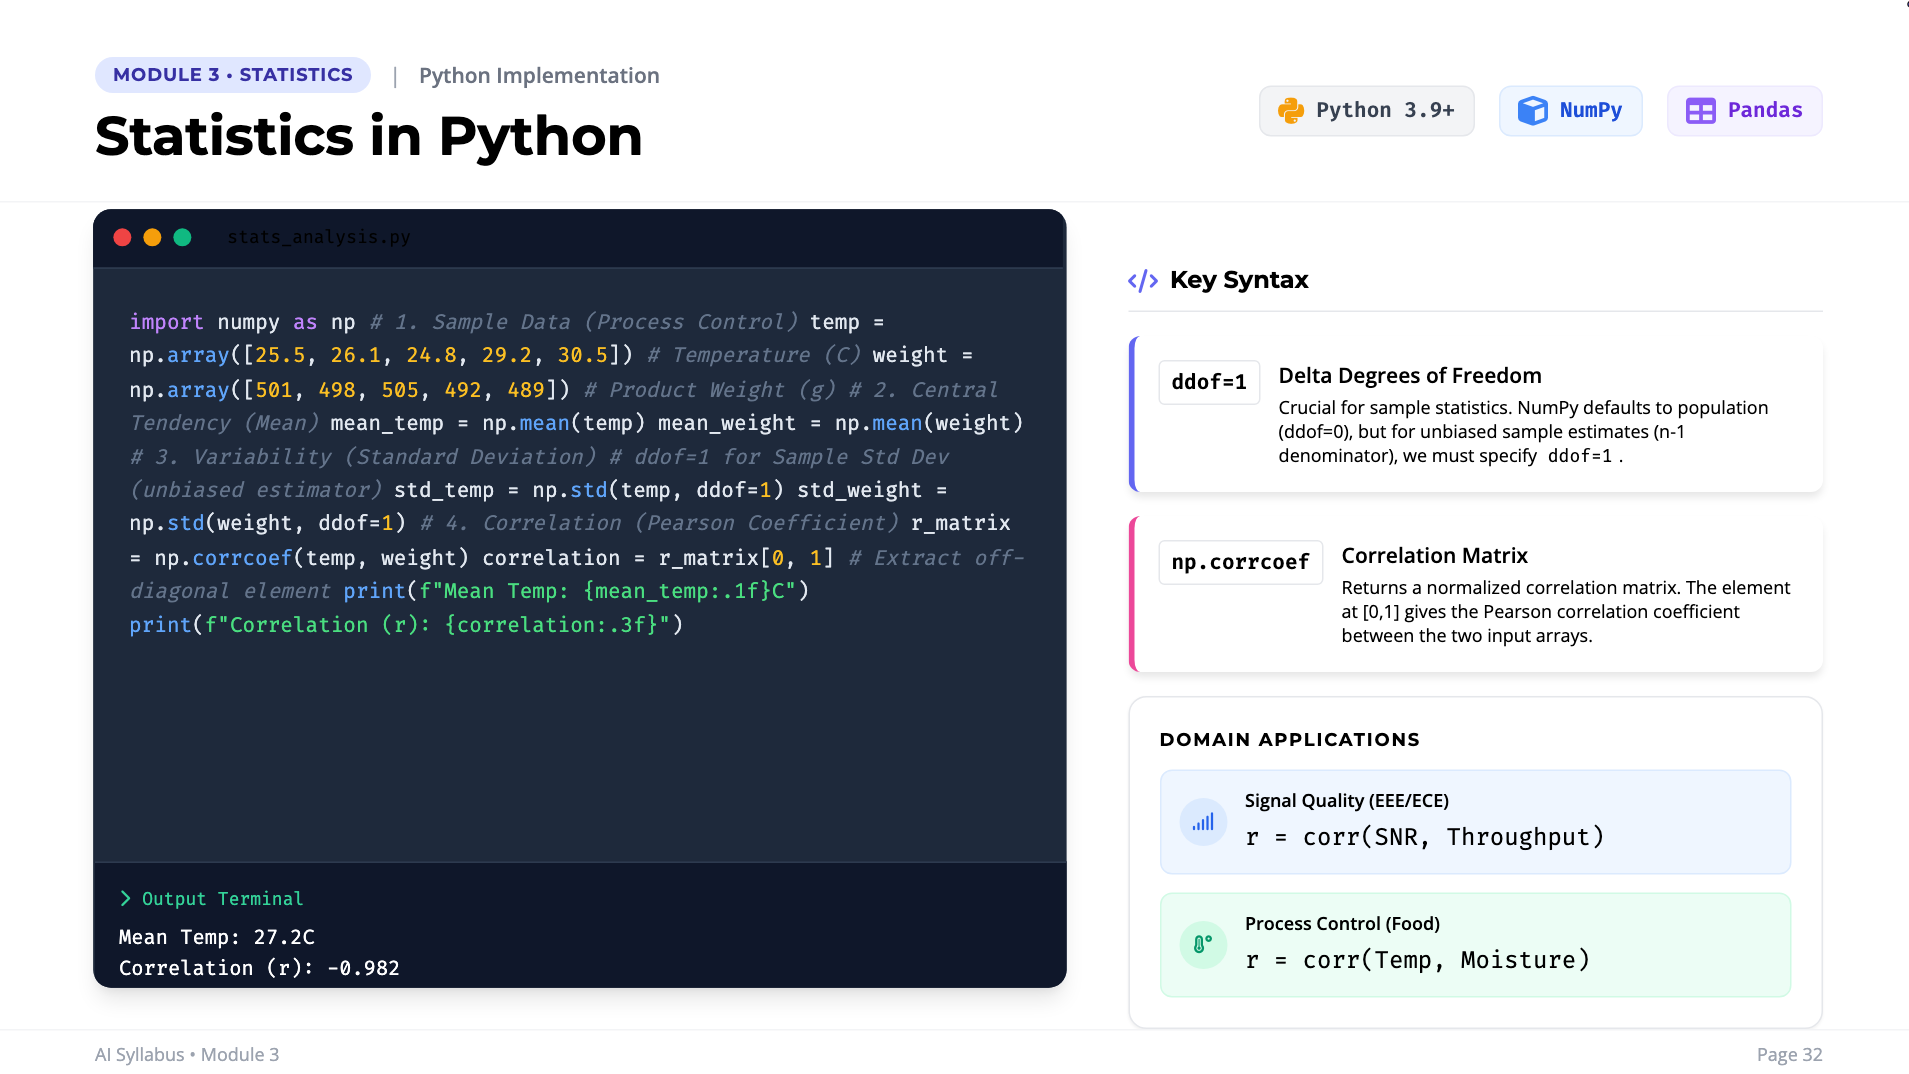 MODULE 3 • STATISTICS | Python Implementation
Statistics in Python
Python 3.9+
NumPy
Pandas
stats_analysis.py
import numpy as np # 1. Sample Data (Process Control) temp =
np.array([25.5, 26.1, 24.8, 29.2, 30.5]) # Temperature (C) weight =
np.array([501, 498, 505, 492, 489]) # Product Weight (g) # 2. Central
Tendency (Mean) mean_temp = np.mean(temp) mean_weight = np.mean(weight)
# 3. Variability (Standard Deviation) # ddof=1 for Sample Std Dev
(unbiased estimator) std_temp = np.std(temp, ddof=1) std_weight =
np.std(weight, ddof=1) # 4. Correlation (Pearson Coefficient) r_matrix
= np.corrcoef(temp, weight) correlation = r_matrix[0, 1] # Extract off-
diagonal element print(f"Mean Temp: {mean_temp:.1f}C")
print(f"Correlation (r): {correlation:.3f}")
Output Terminal
Mean Temp: 27.2C
Correlation (r): -0.982
</> Key Syntax
ddof=1
Delta Degrees of Freedom
Crucial for sample statistics. NumPy defaults to population
(ddof=0), but for unbiased sample estimates (n-1
denominator), we must specify ddof=1 .
np.corrcoef
Correlation Matrix
Returns a normalized correlation matrix. The element
at [0,1] gives the Pearson correlation coefficient
between the two input arrays.
DOMAIN APPLICATIONS
Signal Quality (EEE/ECE)
r = corr(SNR, Throughput)
Process Control (Food)
r = corr(Temp, Moisture)
AI Syllabus • Module 3
Page 32